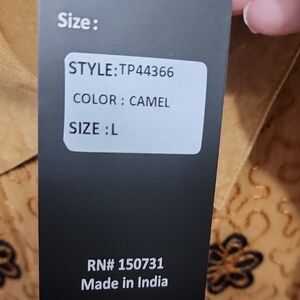 Size :
STYLE:TP44366
COLOR : CAMEL
SIZE : L
RN# 150731
Made in India